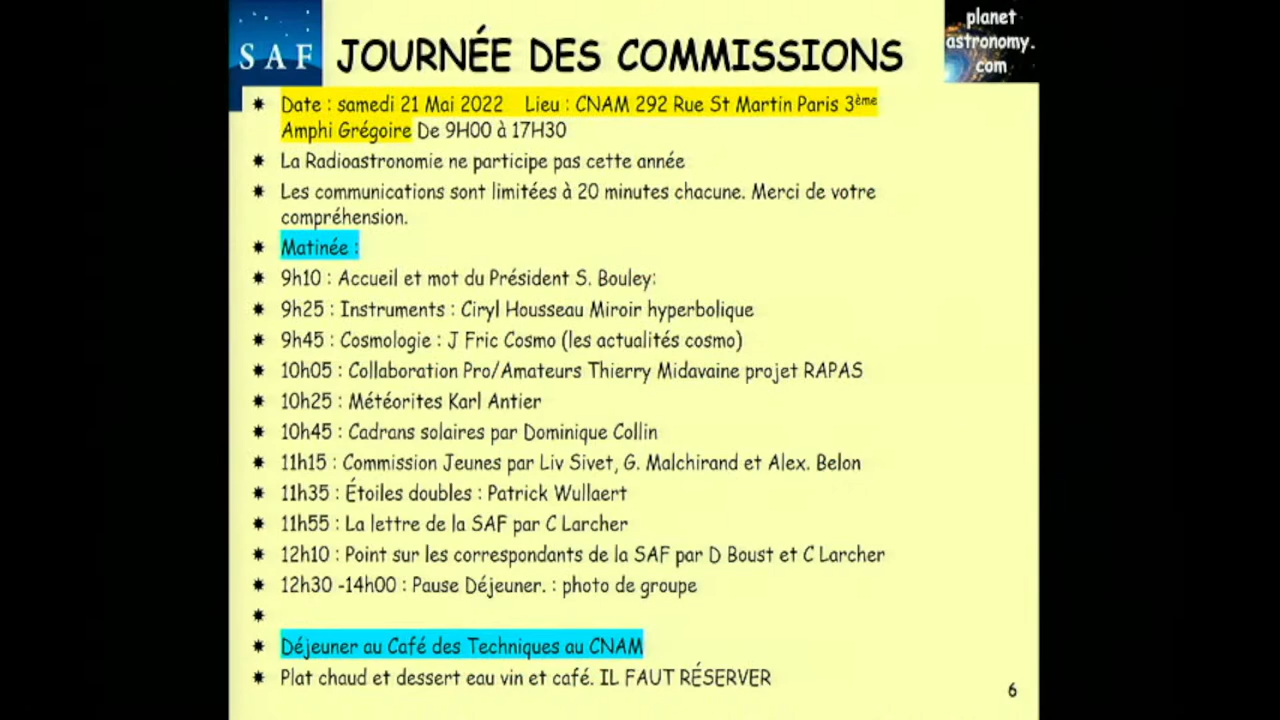 SAF
JOURNÉE DES COMMISSIONS
planet
astronomy.
com
Date : samedi 21 Mai 2022 Lieu : CNAM 292 Rue St Martin Paris 3ème
Amphi Grégoire De 9H00 à 17H30
La Radioastronomie ne participe pas cette année
Les communications sont limitées à 20 minutes chacune. Merci de votre
compréhension.
Matinée :
9h10 : Accueil et mot du Président S. Bouley:
9h25 : Instruments : Ciryl Housseau Miroir hyperbolique
9h45 : Cosmologie : J Fric Cosmo (les actualités cosmo)
10h05 : Collaboration Pro/Amateurs Thierry Midavaine projet RAPAS
10h25 : Météorites Karl Antier
10h45 : Cadrans solaires par Dominique Collin
11h15 : Commission Jeunes par Liv Sivet, G. Malchirand et Alex. Belon
11h35 : Étoiles doubles : Patrick Wullaert
11h55 : La lettre de la SAF par C Larcher
12h10 : Point sur les correspondants de la SAF par D Boust et C Larcher
12h30 -14h00 : Pause Déjeuner. : photo de groupe
Déjeuner au Café des Techniques au CNAM
Plat chaud et dessert eau vin et café. IL FAUT RÉSERVER
6